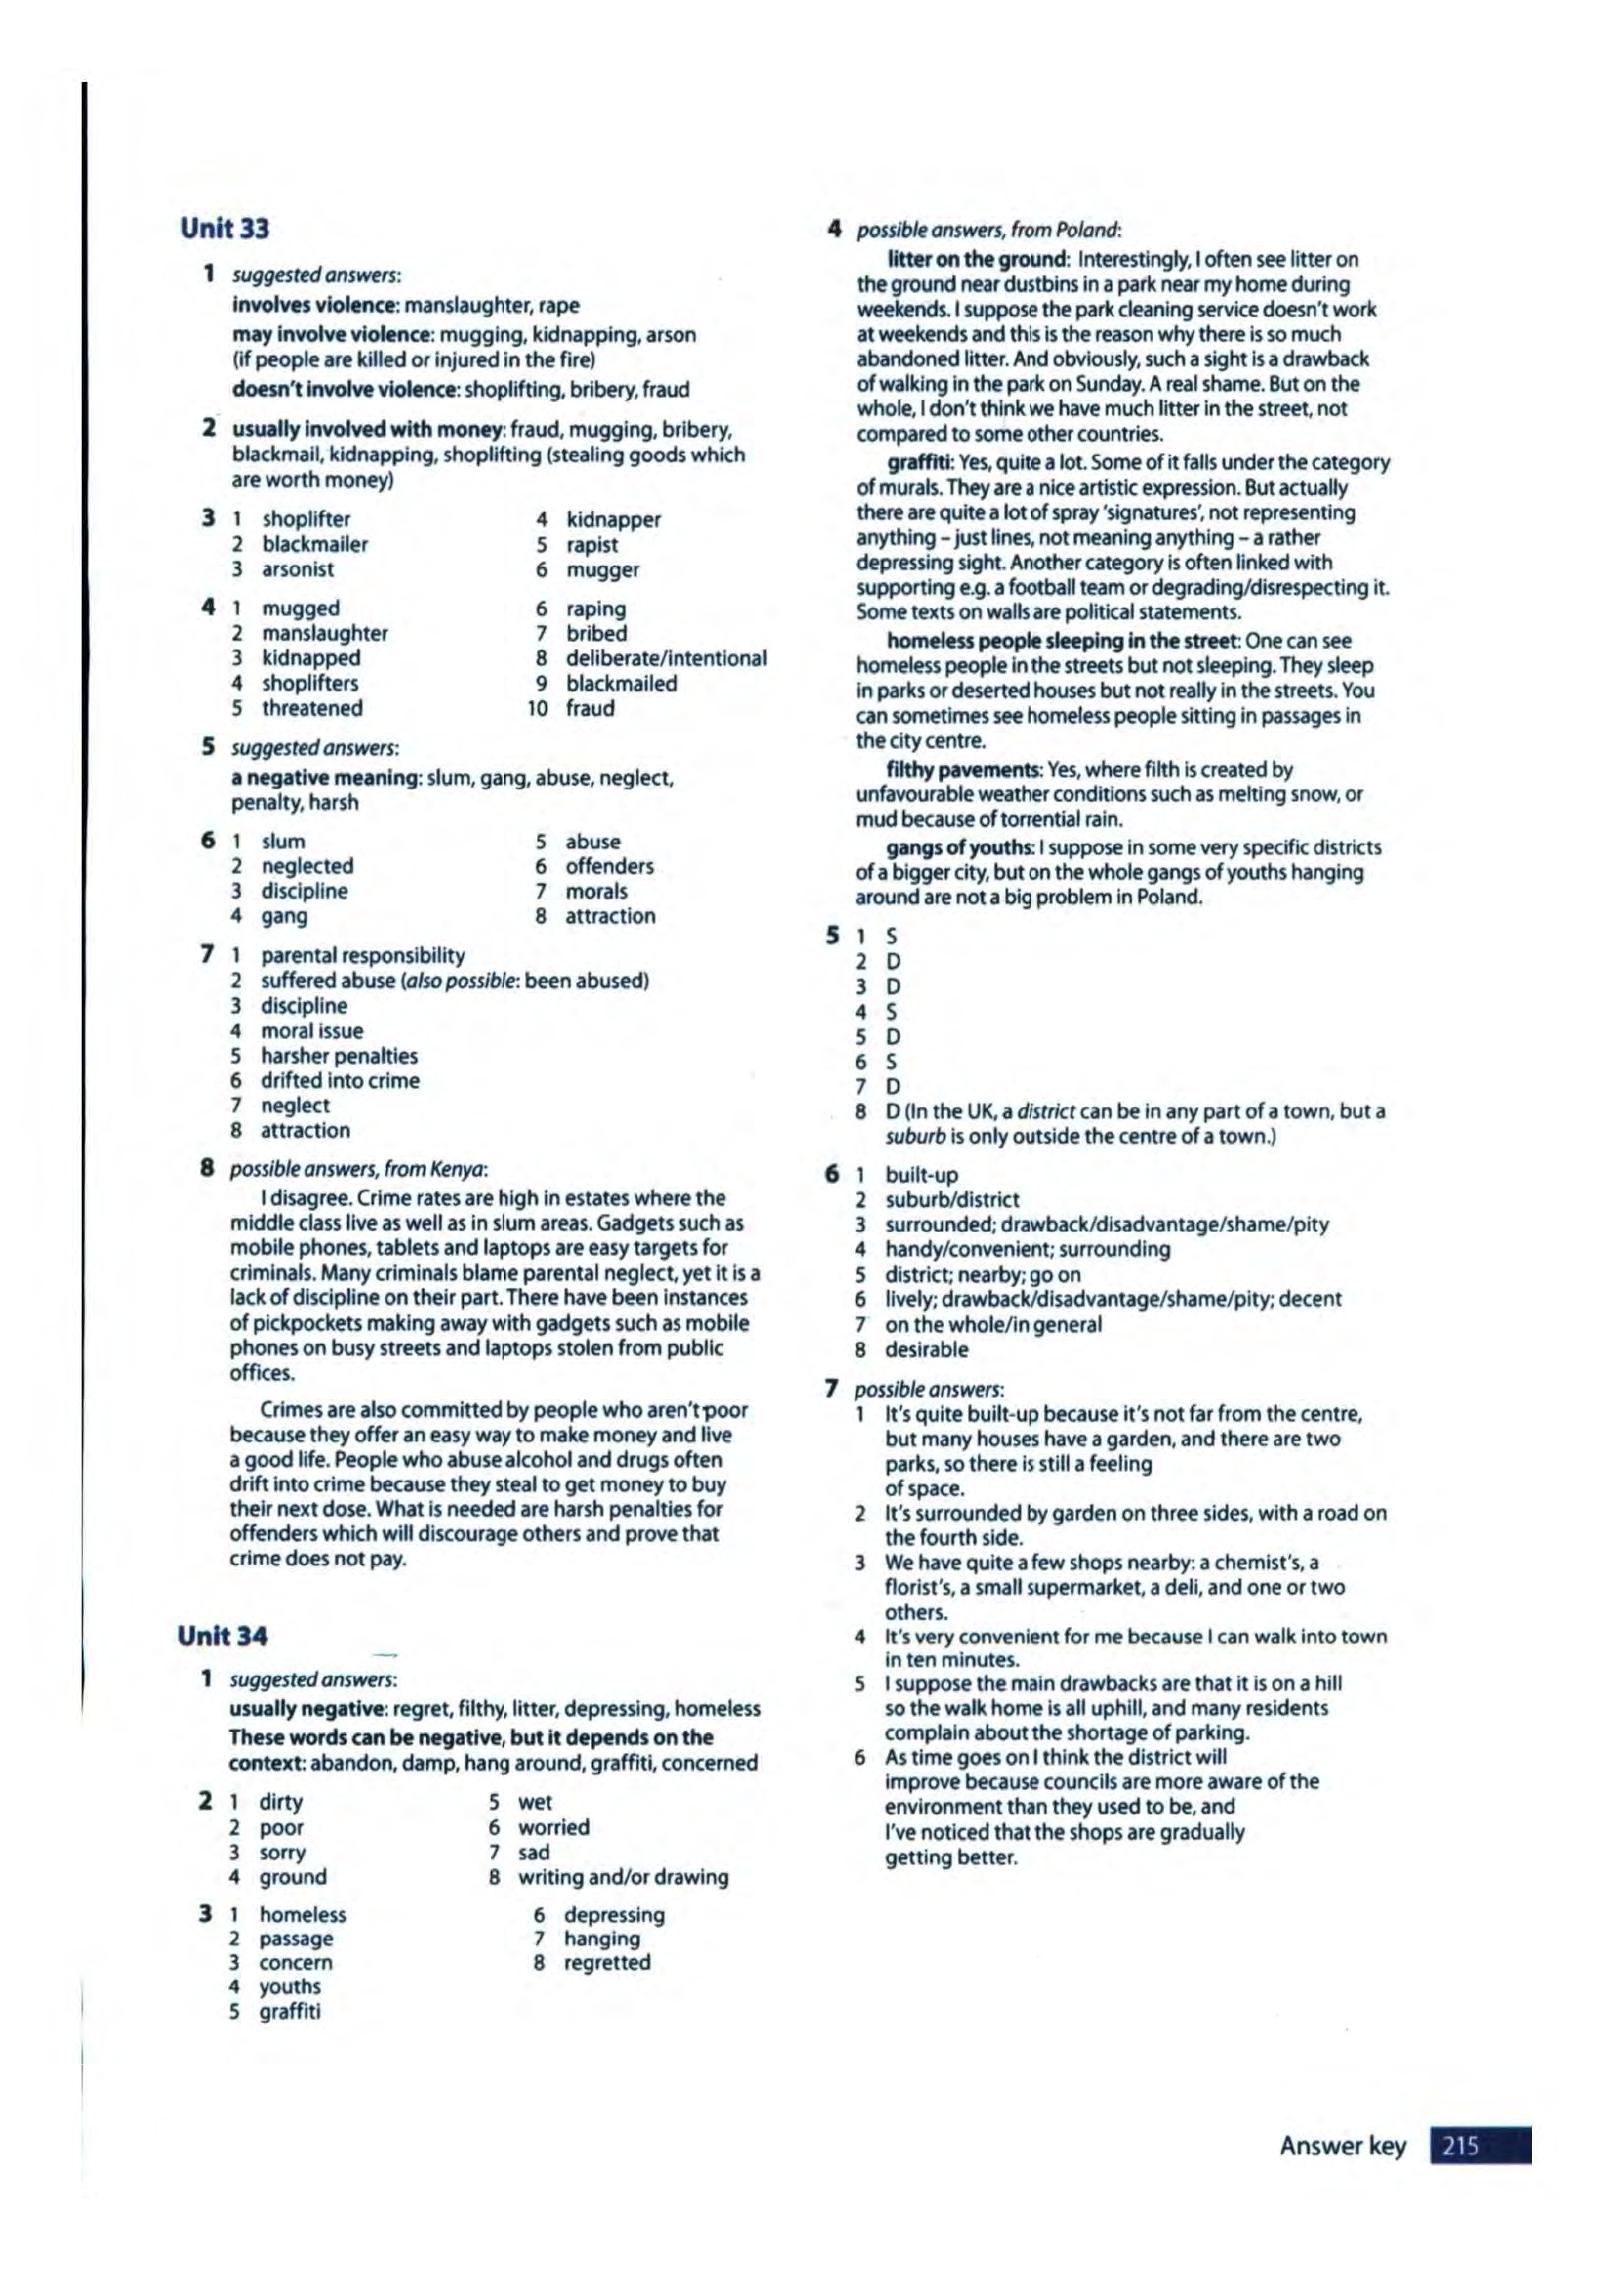 Unit 33
1 suggested answers:
involves violence: manslaughter, rape
may involve violence: mugging, kidnapping, arson
(if people are killed or injured in the fire)
doesn't involve violence: shoplifting, bribery, fraud
2 usually involved with money: fraud, mugging, bribery,
blackmail, kidnapping, shoplifting (stealing goods which
are worth money)
3 1 shoplifter 4 kidnapper
2 blackmailer 5 rapist
3 arsonist 6 mugger
4 1 mugged 6 raping
2 manslaughter 7 bribed
3 kidnapped 8 deliberate/intentional
4 shoplifters 9 blackmailed
5 threatened 10 fraud
5 suggested answers:
a negative meaning: slum, gang, abuse, neglect,
penalty, harsh
6 1 slum 5 abuse
2 neglected 6 offenders
3 discipline 7 morals
4 gang 8 attraction
7 1 parental responsibility
2 suffered abuse (also possible: been abused)
3 discipline
4 moral issue
5 harsher penalties
6 drifted into crime
7 neglect
8 attraction
8 possible answers, from Kenya:
I disagree. Crime rates are high in estates where the
middle class live as well as in slum areas. Gadgets such as
mobile phones, tablets and laptops are easy targets for
criminals. Many criminals blame parental neglect, yet it is a
lack of discipline on their part. There have been instances
of pickpockets making away with gadgets such as mobile
phones on busy streets and laptops stolen from public
offices.
Crimes are also committed by people who aren't poor
because they offer an easy way to make money and live
a good life. People who abuse alcohol and drugs often
drift into crime because they steal to get money to buy
their next dose. What is needed are harsh penalties for
offenders which will discourage others and prove that
crime does not pay.
Unit 34
1 suggested answers:
usually negative: regret, filthy, litter, depressing, homeless
These words can be negative, but it depends on the
context: abandon, damp, hang around, graffiti, concerned
2 1 dirty 5 wet
2 poor 6 worried
3 sorry 7 sad
4 ground 8 writing and/or drawing
3 1 homeless 6 depressing
2 passage 7 hanging
3 concern 8 regretted
4 youths
5 graffiti
4 possible answers, from Poland:
litter on the ground: Interestingly, I often see litter on
the ground near dustbins in a park near my home during
weekends. I suppose the park cleaning service doesn't work
at weekends and this is the reason why there is so much
abandoned litter. And obviously, such a sight is a drawback
of walking in the park on Sunday. A real shame. But on the
whole, I don't think we have much litter in the street, not
compared to some other countries.
graffiti: Yes, quite a lot. Some of it falls under the category
of murals. They are a nice artistic expression. But actually
there are quite a lot of spray 'signatures', not representing
anything – just lines, not meaning anything – a rather
depressing sight. Another category is often linked with
supporting e.g. a football team or degrading/disrespecting it.
Some texts on walls are political statements.
homeless people sleeping in the street: One can see
homeless people in the streets but not sleeping. They sleep
in parks or deserted houses but not really in the streets. You
can sometimes see homeless people sitting in passages in
the city centre.
filthy pavements: Yes, where filth is created by
unfavourable weather conditions such as melting snow, or
mud because of torrential rain.
gangs of youths: I suppose in some very specific districts
of a bigger city, but on the whole gangs of youths hanging
around are not a big problem in Poland.
5 1 S
2 D
3 D
4 S
5 D
6 S
7 D
8 D (In the UK, a district can be in any part of a town, but a
suburb is only outside the centre of a town.)
6 1 built-up
2 suburb/district
3 surrounded; drawback/disadvantage/shame/pity
4 handy/convenient; surrounding
5 district; nearby; go on
6 lively; drawback/disadvantage/shame/pity; decent
7 on the whole/in general
8 desirable
7 possible answers:
1 It's quite built-up because it's not far from the centre,
but many houses have a garden, and there are two
parks, so there is still a feeling
of space.
2 It's surrounded by garden on three sides, with a road on
the fourth side.
3 We have quite a few shops nearby: a chemist's, a
florist's, a small supermarket, a deli, and one or two
others.
4 It's very convenient for me because I can walk into town
in ten minutes.
5 I suppose the main drawbacks are that it is on a hill
so the walk home is all uphill, and many residents
complain about the shortage of parking.
6 As time goes on I think the district will
improve because councils are more aware of the
environment than they used to be, and
I've noticed that the shops are gradually
getting better.
Answer key 215